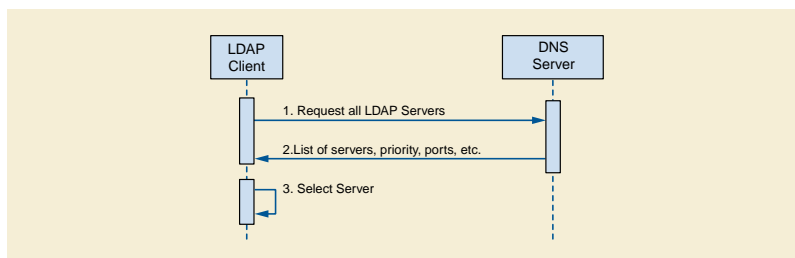 LDAP
Client
DNS
Server
1. Request all LDAP Servers
2.List of servers, priority, ports, etc.
3. Select Server